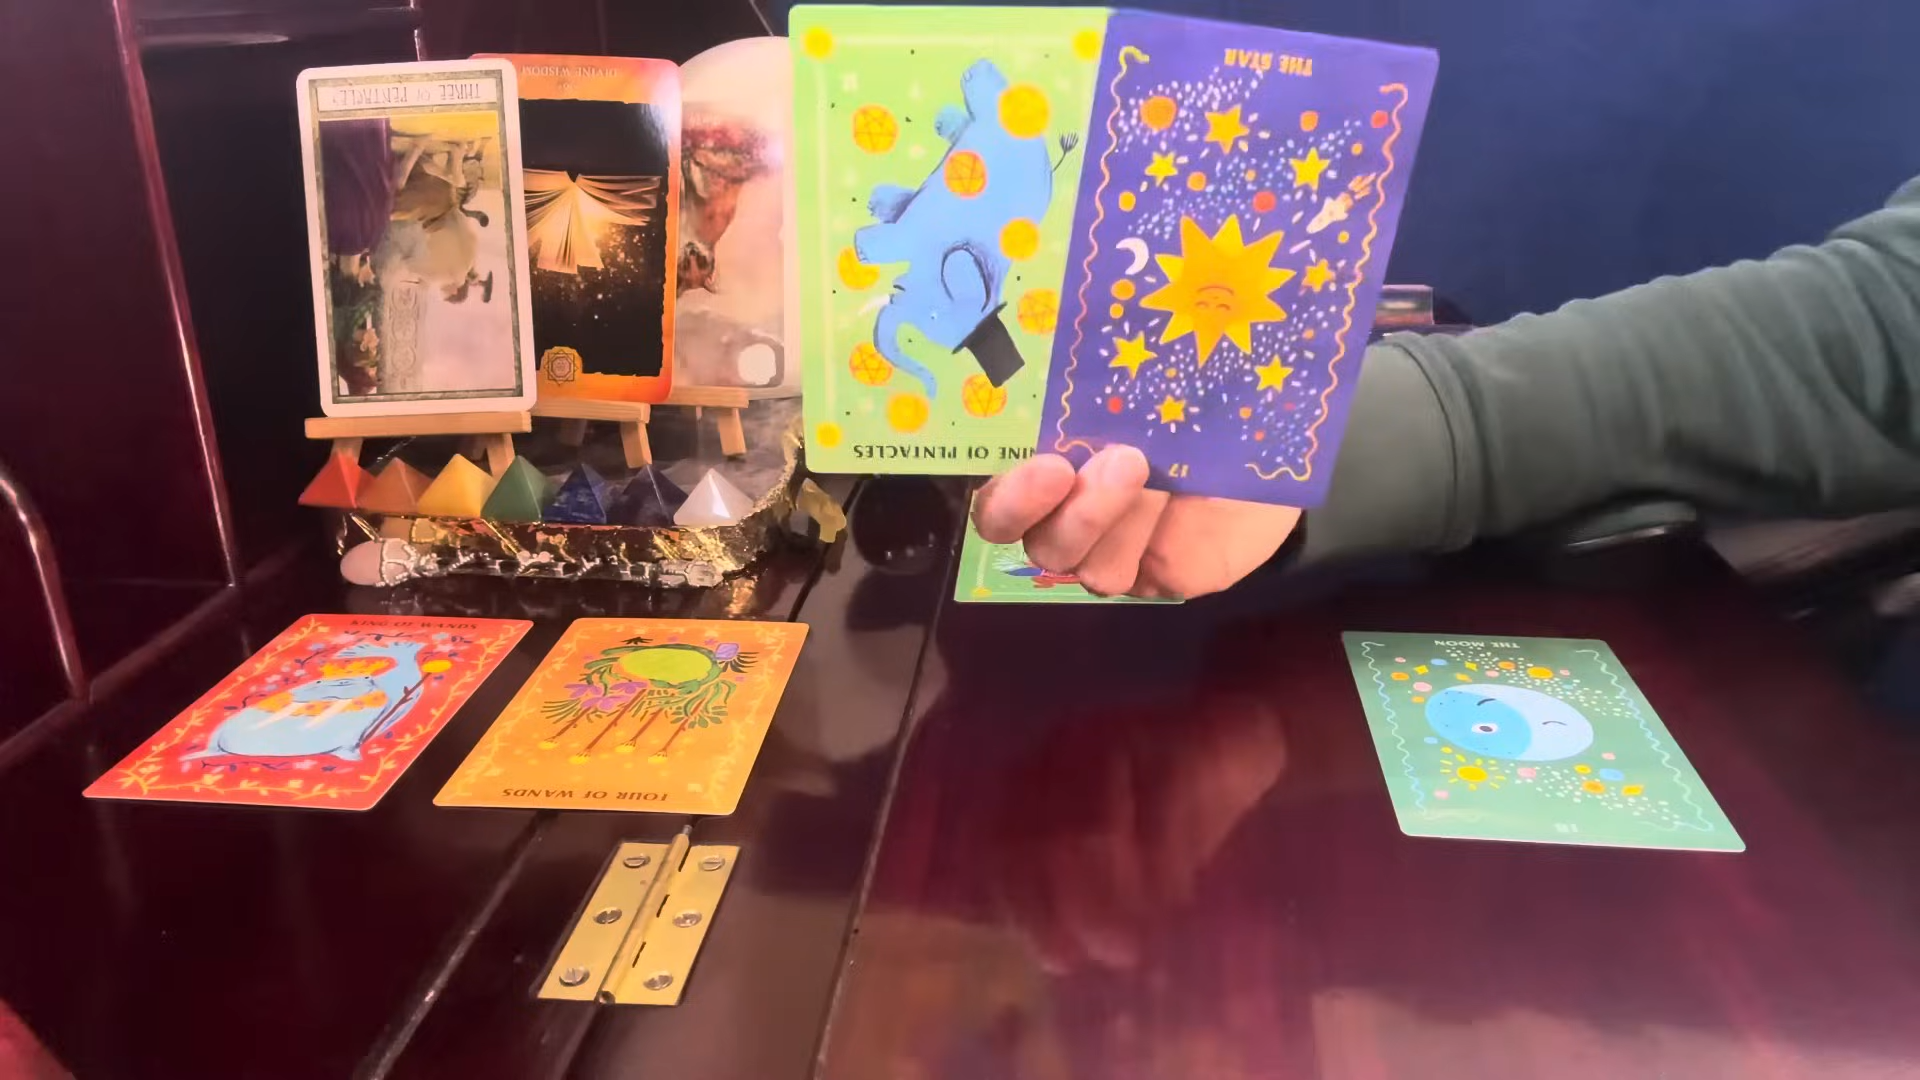 THREE OF PENTACLES
DIVINE WISDOM
THE STAR
17
NINE OF PENTACLES
KING OF WANDS
FOUR OF WANDS
THE MOON
18